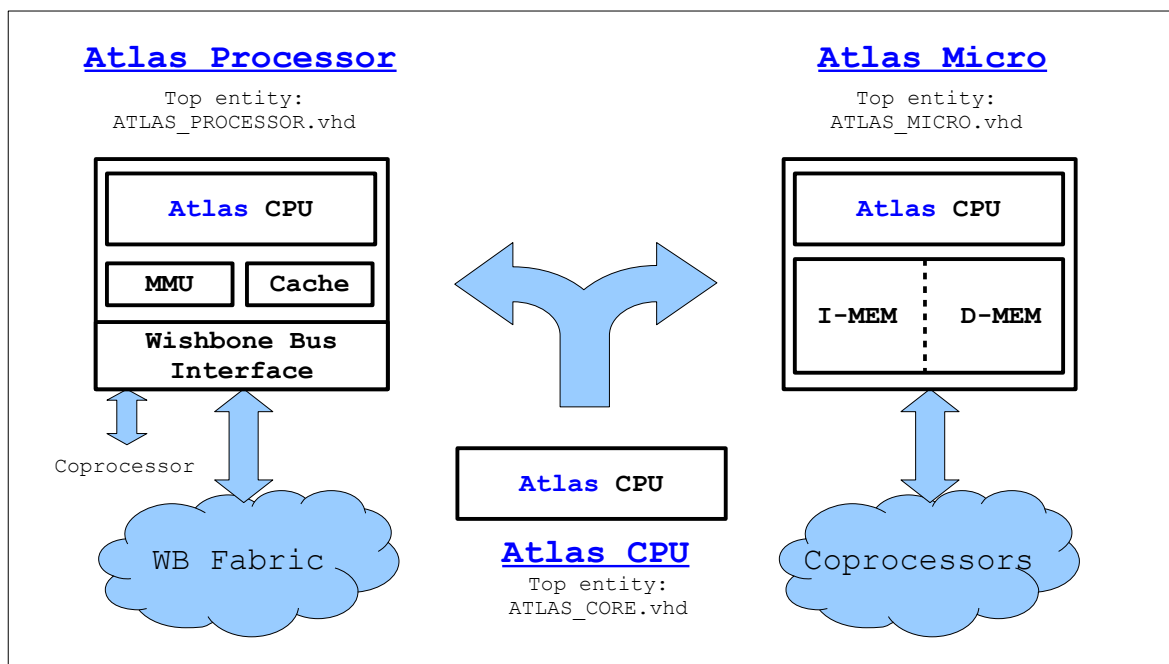 Atlas Processor
Top entity:
ATLAS_PROCESSOR.vhd
Atlas CPU
MMU
Cache
Wishbone Bus
Interface
Coprocessor
WB Fabric
Atlas CPU
Atlas CPU
Top entity:
ATLAS_CORE.vhd
Atlas Micro
Top entity:
ATLAS_MICRO.vhd
Atlas CPU
I-MEM
D-MEM
Coprocessors